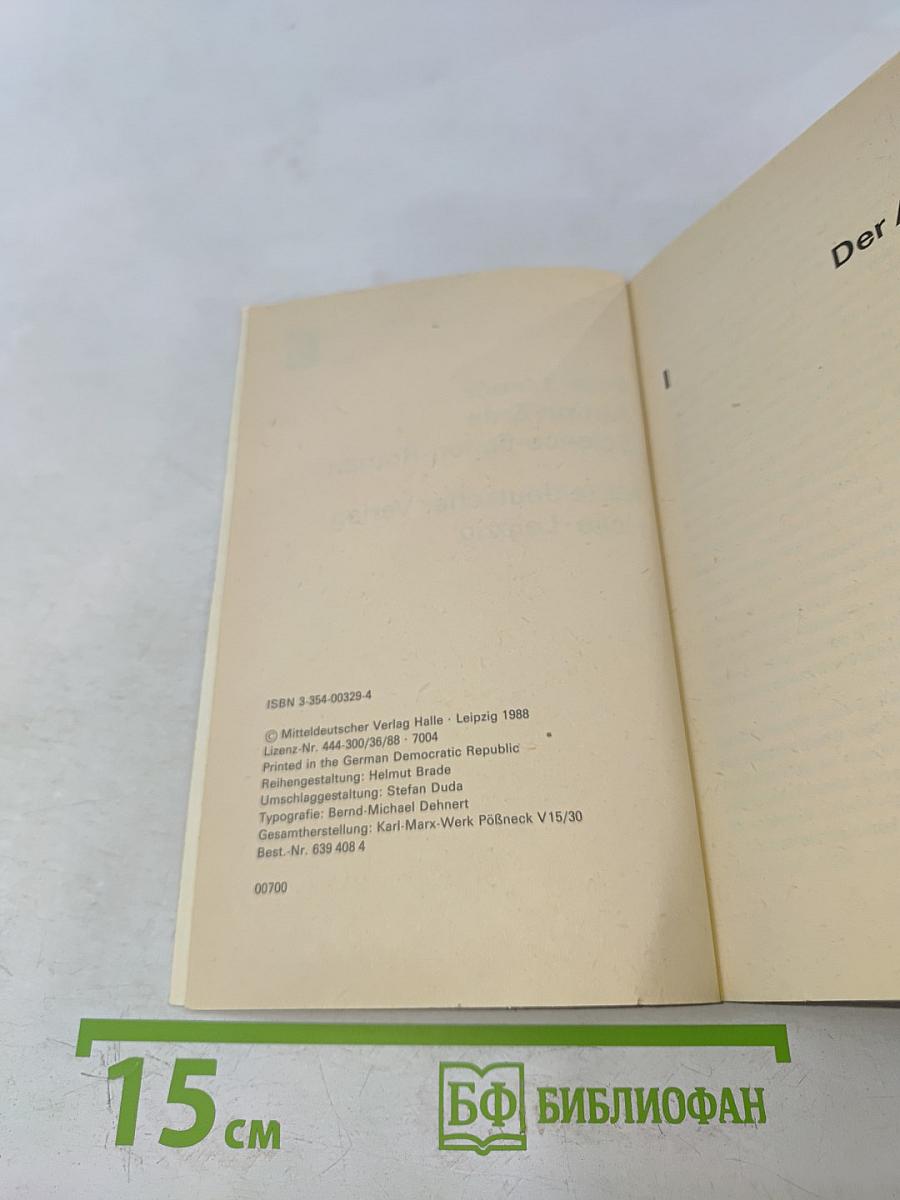 ISBN 3-354-00329-4
© Mitteldeutscher Verlag Halle · Leipzig 1988
Lizenz-Nr. 444-300/36/88 · 7004
Printed in the German Democratic Republic
Reihengestaltung: Helmut Brade
Umschlaggestaltung: Stefan Duda
Typografie: Bernd-Michael Dehnert
Gesamtherstellung: Karl-Marx-Werk Pößneck V15/30
Best.-Nr. 639 408 4
00700
Der
I
15 см
БФ БИБЛИОФАН